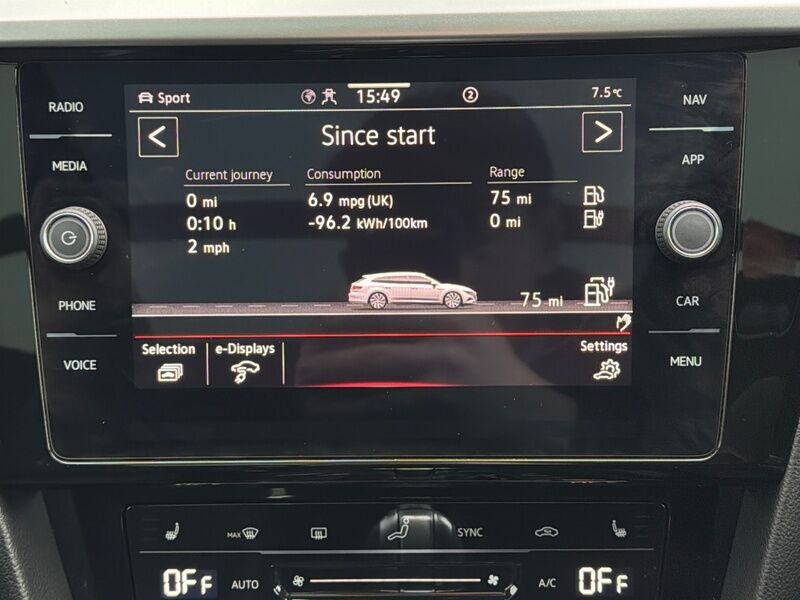 RADIO
MEDIA
PHONE
VOICE
Sport 15:49 2 7.5°C
Since start
Current journey Consumption Range
0 mi 6.9 mpg (UK) 75 mi
0:10 h -96.2 kWh/100km 0 mi
2 mph
75 mi
Selection e-Displays Settings
NAV
APP
CAR
MENU
MAX SYNC
OFF AUTO A/C OFF